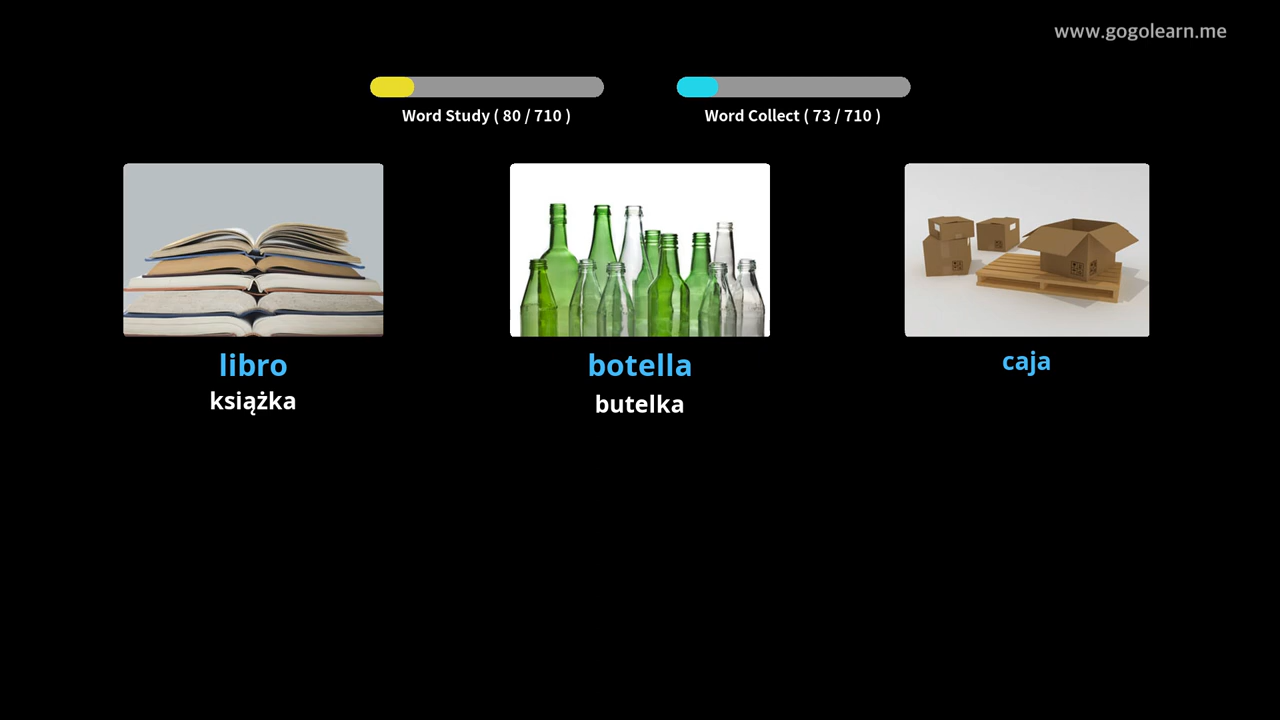 www.gogolearn.me
Word Study ( 80 / 710 )
Word Collect ( 73 / 710 )
libro
książka
botella
butelka
caja